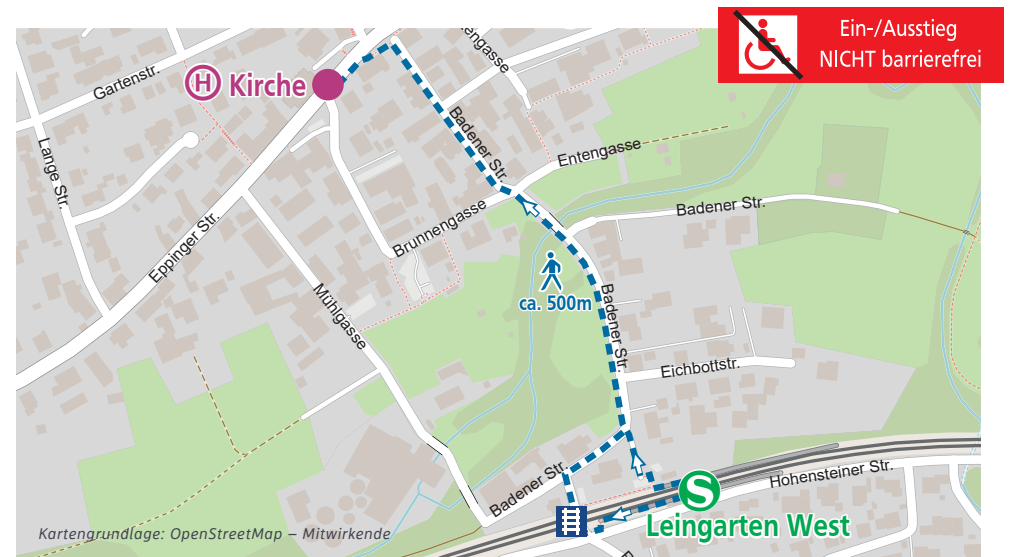 Ein-/Ausstieg
NICHT barrierefrei
H Kirche
Gartenstr.
engasse
Lange Str.
Badener Str.
Entengasse
Badener Str.
Brunnengasse
Eppinger Str.
ca. 500m
Mühlgasse
Badener Str.
Eichbottstr.
Badener Str.
Hohensteiner Str.
S
Leingarten West
Kartengrundlage: OpenStreetMap – Mitwirkende